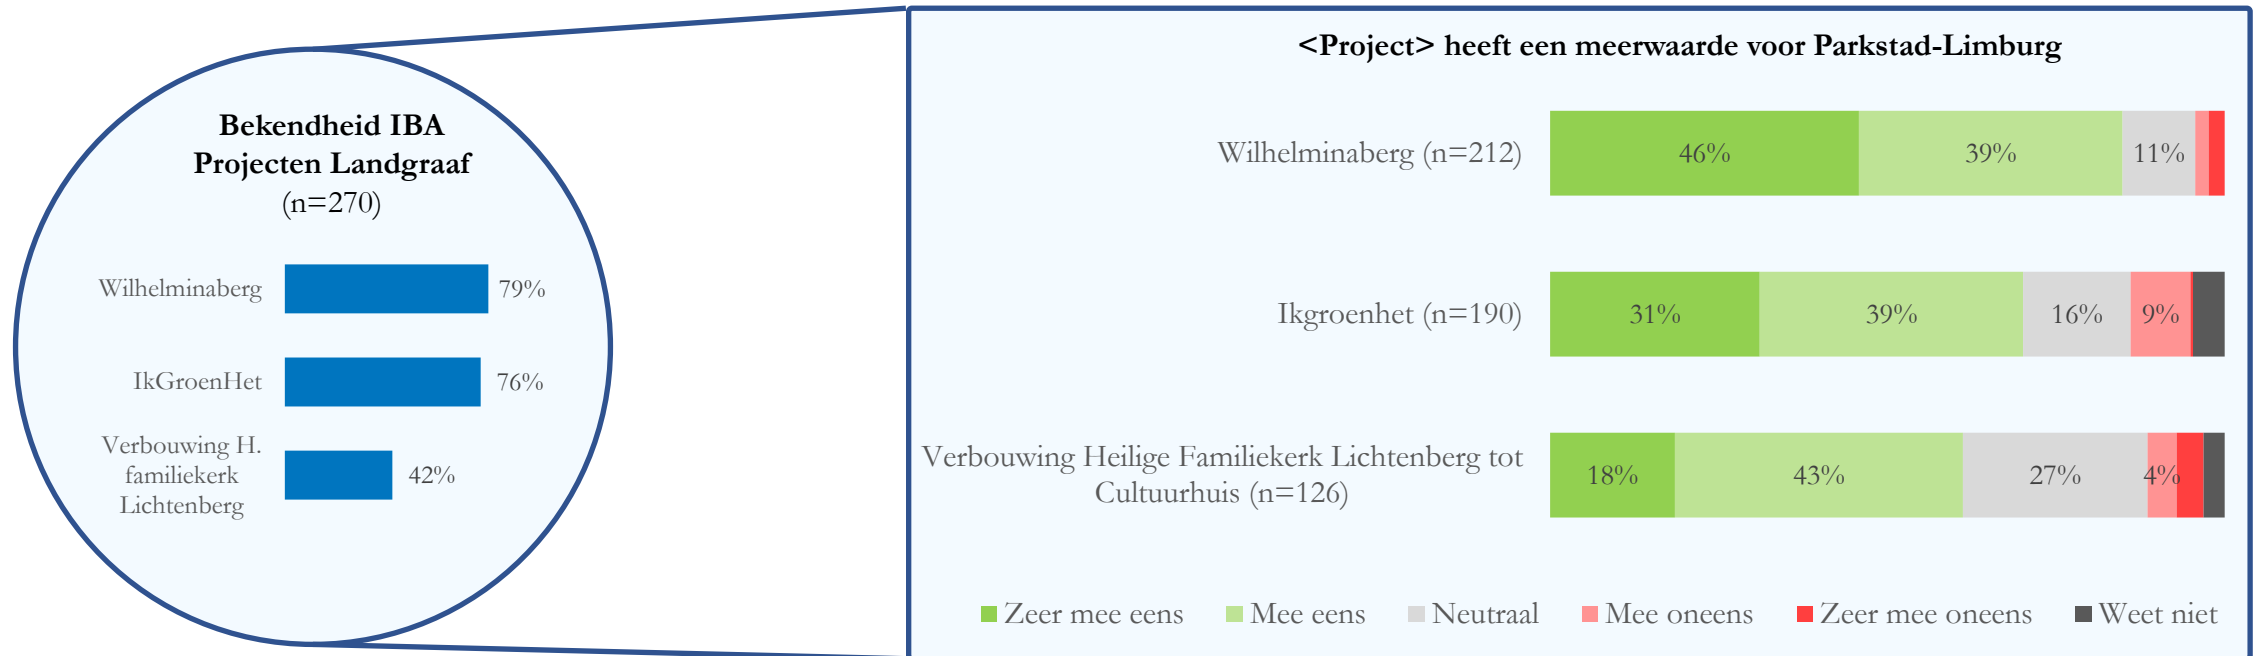 Bekendheid IBA
Projecten Landgraaf
(n=270)
Wilhelminaberg
79%
IkGroenHet
76%
Verbouwing H.
familiekerk
Lichtenberg
42%
<Project> heeft een meerwaarde voor Parkstad-Limburg
Wilhelminaberg (n=212)
46%
39%
11%
Ikgroenhet (n=190)
31%
39%
16%
9%
Verbouwing Heilige Familiekerk Lichtenberg tot
Cultuurhuis (n=126)
18%
43%
27%
4%
Zeer mee eens
Mee eens
Neutraal
Mee oneens
Zeer mee oneens
Weet niet